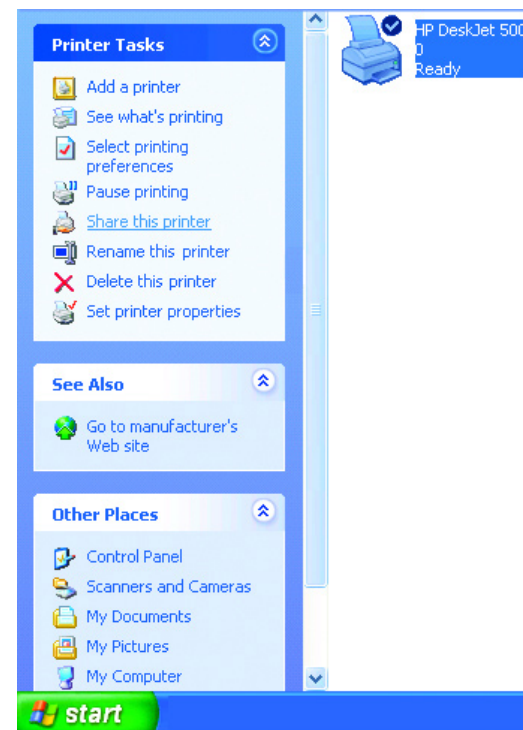 Printer Tasks
Add a printer
See what's printing
Select printing
preferences
Pause printing
Share this printer
Rename this printer
Delete this printer
Set printer properties
See Also
Go to manufacturer's
Web site
Other Places
Control Panel
Scanners and Cameras
My Documents
My Pictures
My Computer
HP DeskJet 500
0
Ready
start